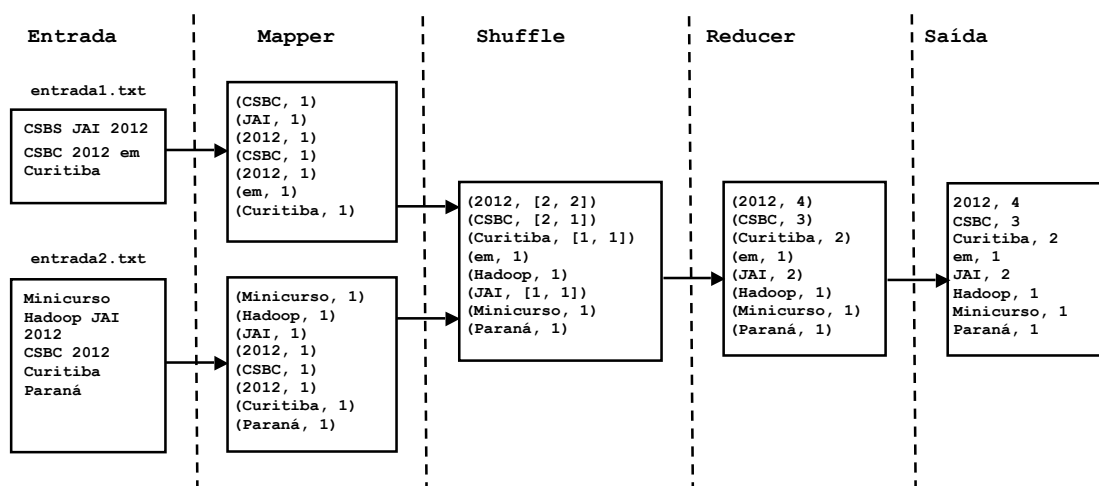 Entrada
Mapper
Shuffle
Reducer
Saída
entrada1.txt
CSBS JAI 2012
CSBC 2012 em
Curitiba
entrada2.txt
Minicurso
Hadoop JAI
2012
CSBC 2012
Curitiba
Paraná
(CSBC, 1)
(JAI, 1)
(2012, 1)
(CSBC, 1)
(2012, 1)
(em, 1)
(Curitiba, 1)
(Minicurso, 1)
(Hadoop, 1)
(JAI, 1)
(2012, 1)
(CSBC, 1)
(2012, 1)
(Curitiba, 1)
(Paraná, 1)
(2012, [2, 2])
(CSBC, [2, 1])
(Curitiba, [1, 1])
(em, 1)
(Hadoop, 1)
(JAI, [1, 1])
(Minicurso, 1)
(Paraná, 1)
(2012, 4)
(CSBC, 3)
(Curitiba, 2)
(em, 1)
(JAI, 2)
(Hadoop, 1)
(Minicurso, 1)
(Paraná, 1)
2012, 4
CSBC, 3
Curitiba, 2
em, 1
JAI, 2
Hadoop, 1
Minicurso, 1
Paraná, 1